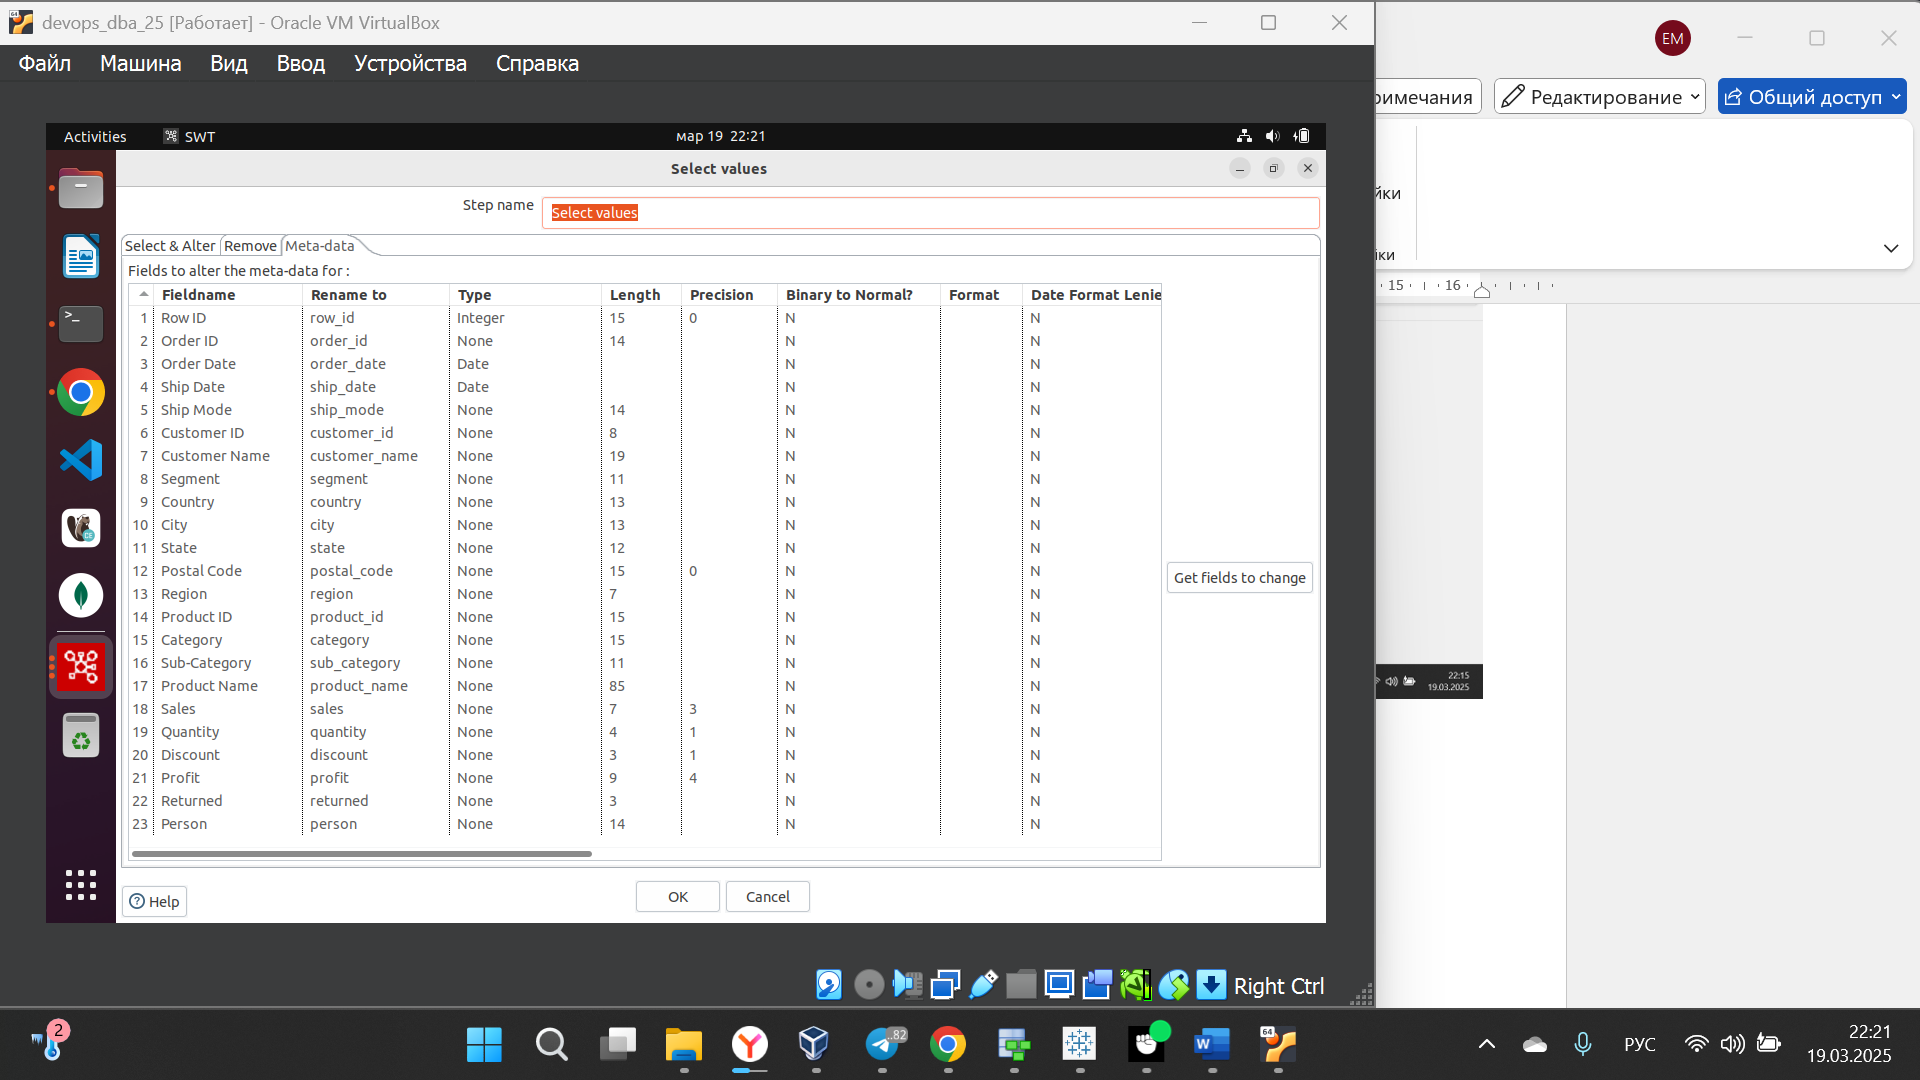 devops_dba_25 [Работает] - Oracle VM VirtualBox
Файл Машина Вид Ввод Устройства Справка
EM
Редактирование
Общий доступ
Activities
SWT
мар 19 22:21
Select values
Step name
Select values
Select & Alter
Remove
Meta-data
Fields to alter the meta-data for :
Fieldname Rename to Type Length Precision Binary to Normal? Format Date Format
1 Row ID row_id Integer 15 0 N N
2 Order ID order_id None 14 N N
3 Order Date order_date Date N N
4 Ship Date ship_date Date N N
5 Ship Mode ship_mode None 14 N N
6 Customer ID customer_id None 8 N N
7 Customer Name customer_name None 19 N N
8 Segment segment None 11 N N
9 Country country None 13 N N
10 City city None 13 N N
11 State state None 12 N N
12 Postal Code postal_code None 15 0 N N
13 Region region None 7 N N
14 Product ID product_id None 15 N N
15 Category category None 15 N N
16 Sub-Category sub_category None 11 N N
17 Product Name product_name None 85 N N
18 Sales sales None 7 3 N N
19 Quantity quantity None 4 1 N N
20 Discount discount None 3 1 N N
21 Profit profit None 9 4 N N
22 Returned returned None 3 N N
23 Person person None 14 N N
Get fields to change
Help
OK
Cancel
Right Ctrl
15 16
22:15
19.03.2025
2
64
82
64
РУС
22:21
19.03.2025